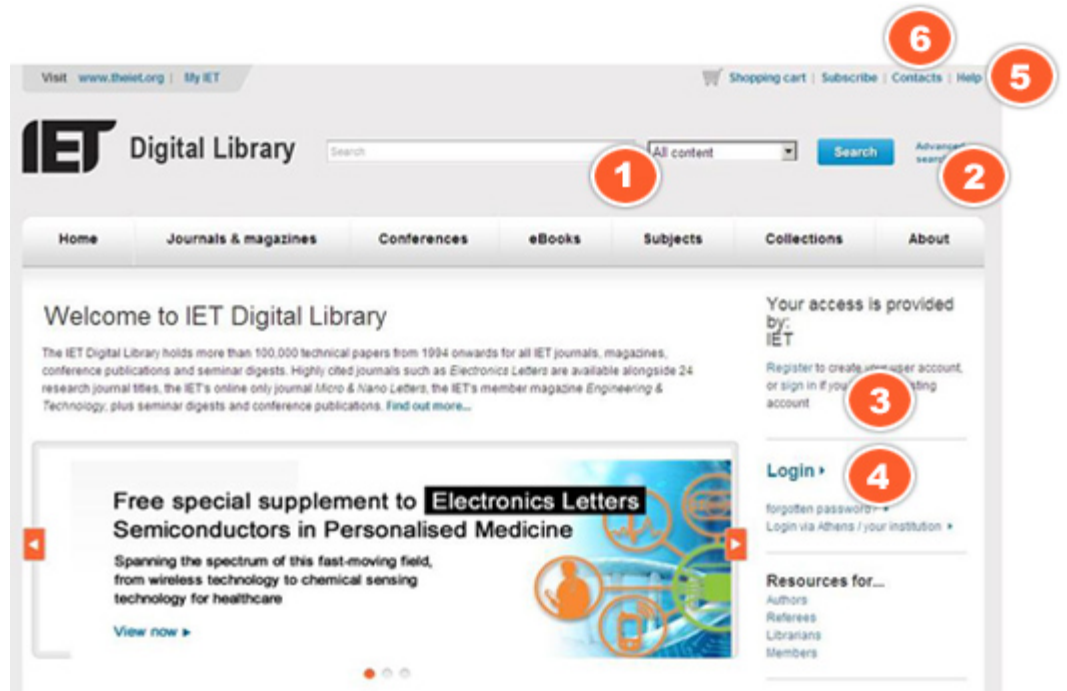 6
5
Visit www.theiet.org | My IET
Shopping cart | Subscribe | Contacts | Help
IET Digital Library
Search
All content
Search
Advanced
1
2
Home Journals & magazines Conferences eBooks Subjects Collections About
Welcome to IET Digital Library
The IET Digital Library holds more than 100,000 technical papers from 1994 onwards for all IET journals, magazines,
conference publications and seminar digests. Highly cited journals such as Electronics Letters are available alongside 24
research journal titles, the IET's online only journal Micro & Nano Letters, the IET's member magazine Engineering &
Technology, plus seminar digests and conference publications. Find out more...
Your access is provided
by:
IET
Register to create your user account,
or sign in if you
account
3
Login
4
forgotten password?
Login via Athens / your institution
Free special supplement to Electronics Letters
Semiconductors in Personalised Medicine
Spanning the spectrum of this fast-moving field,
from wireless technology to chemical sensing
technology for healthcare
View now
Resources for...
Authors
Referees
Librarians
Members